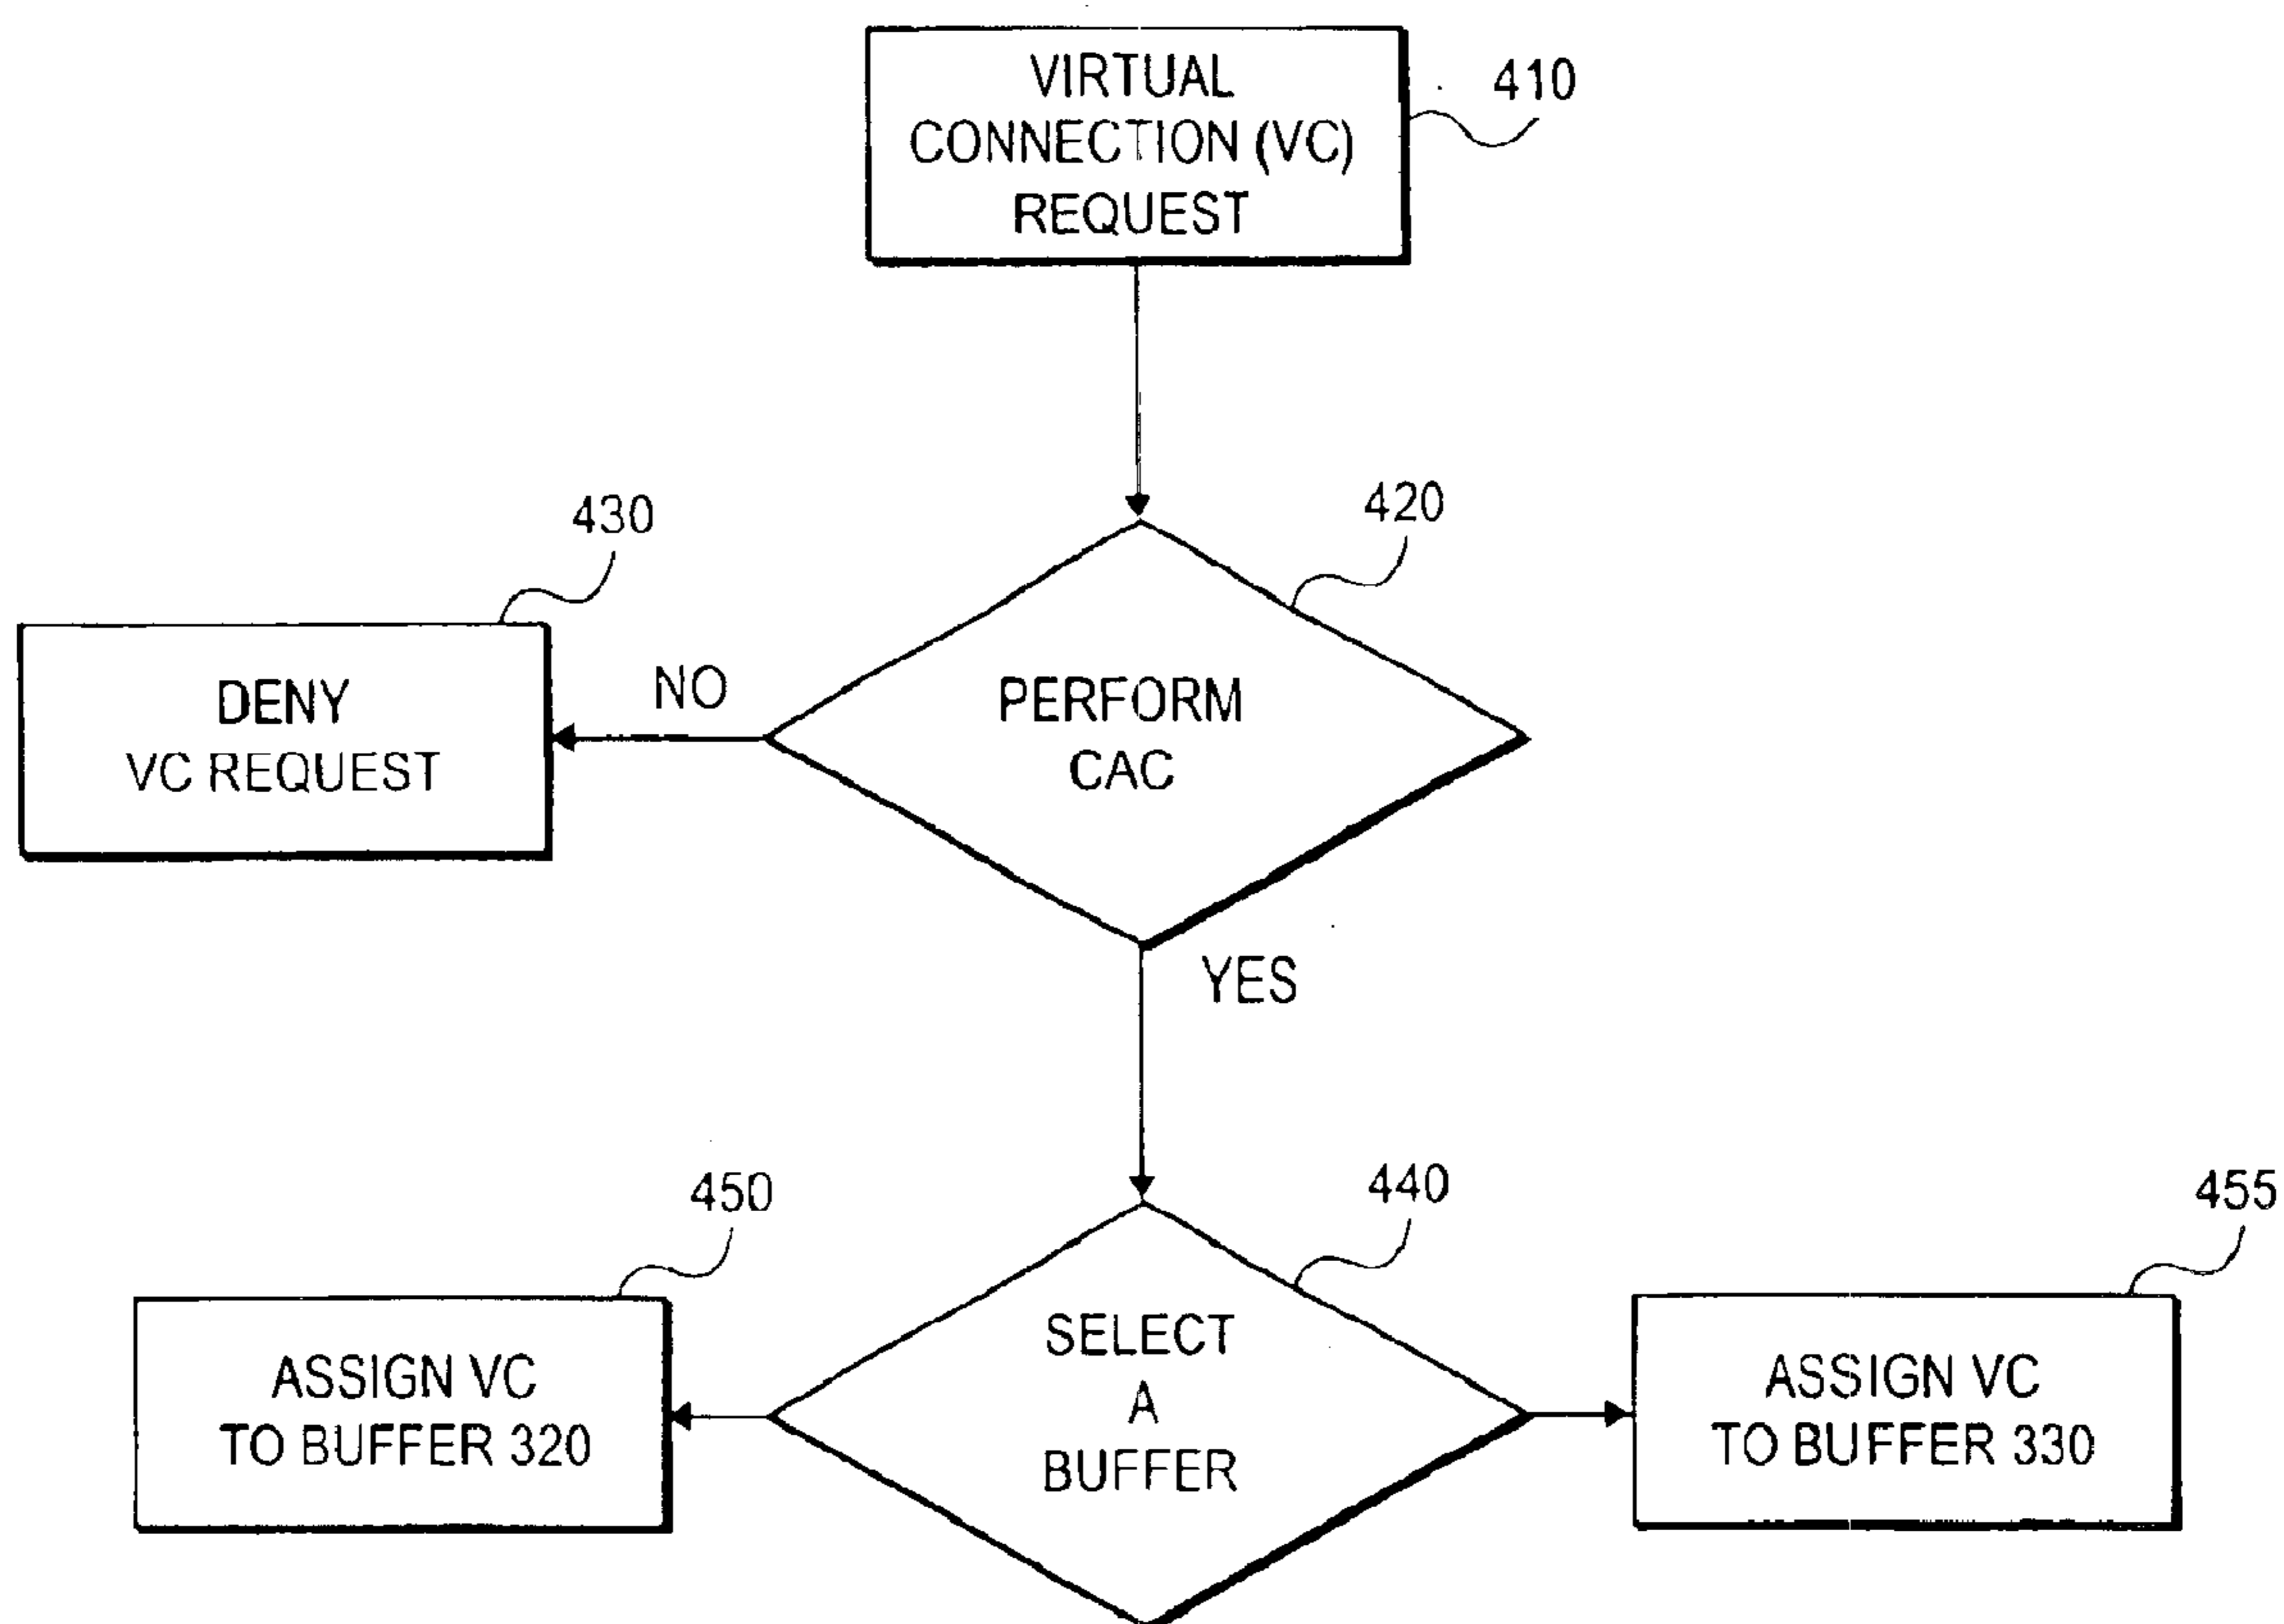 VIRTUAL
CONNECTION (VC)
REQUEST
410
420
PERFORM
CAC
430
NO
DENY
VC REQUEST
YES
440
SELECT
A
BUFFER
450
ASSIGN VC
TO BUFFER 320
455
ASSIGN VC
TO BUFFER 330